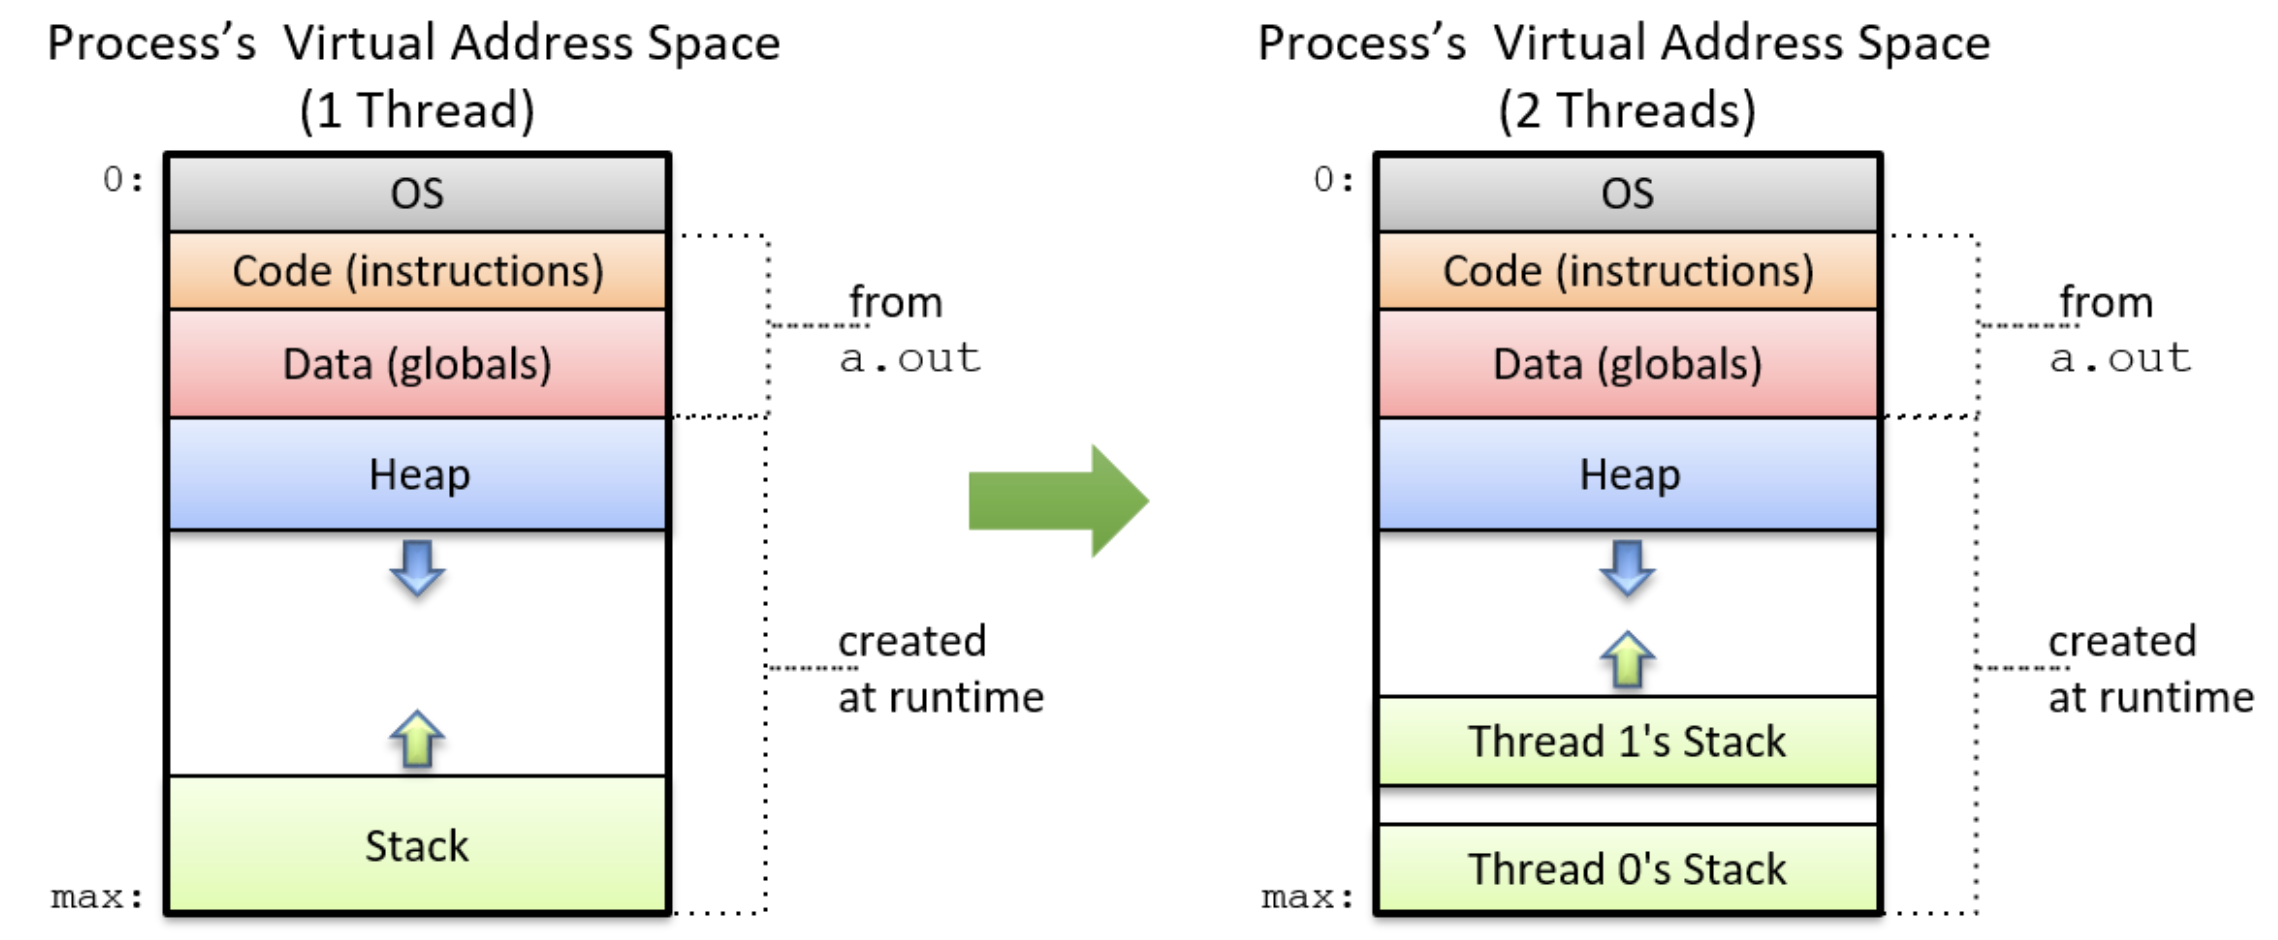 Process’s  Virtual Address Space
(1 Thread)
0:
OS
Code (instructions)
Data (globals)
Heap
Stack
max:
from
a.out
created
at runtime
Process’s  Virtual Address Space
(2 Threads)
0:
OS
Code (instructions)
Data (globals)
Heap
Thread 1's Stack
Thread 0's Stack
max:
from
a.out
created
at runtime